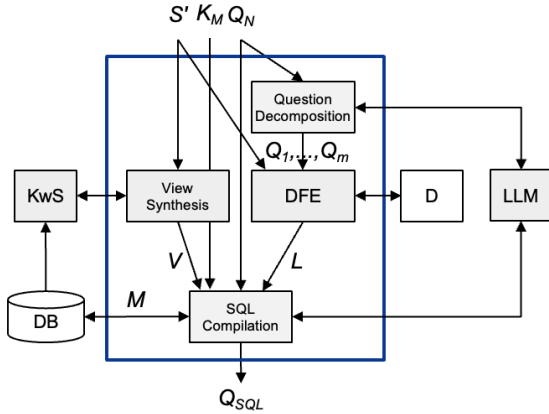 S' K_M Q_N
Question
Decomposition
Q_1,...,Q_m
KwS
View
Synthesis
DFE
D
LLM
V
L
M
DB
SQL
Compilation
Q_SQL